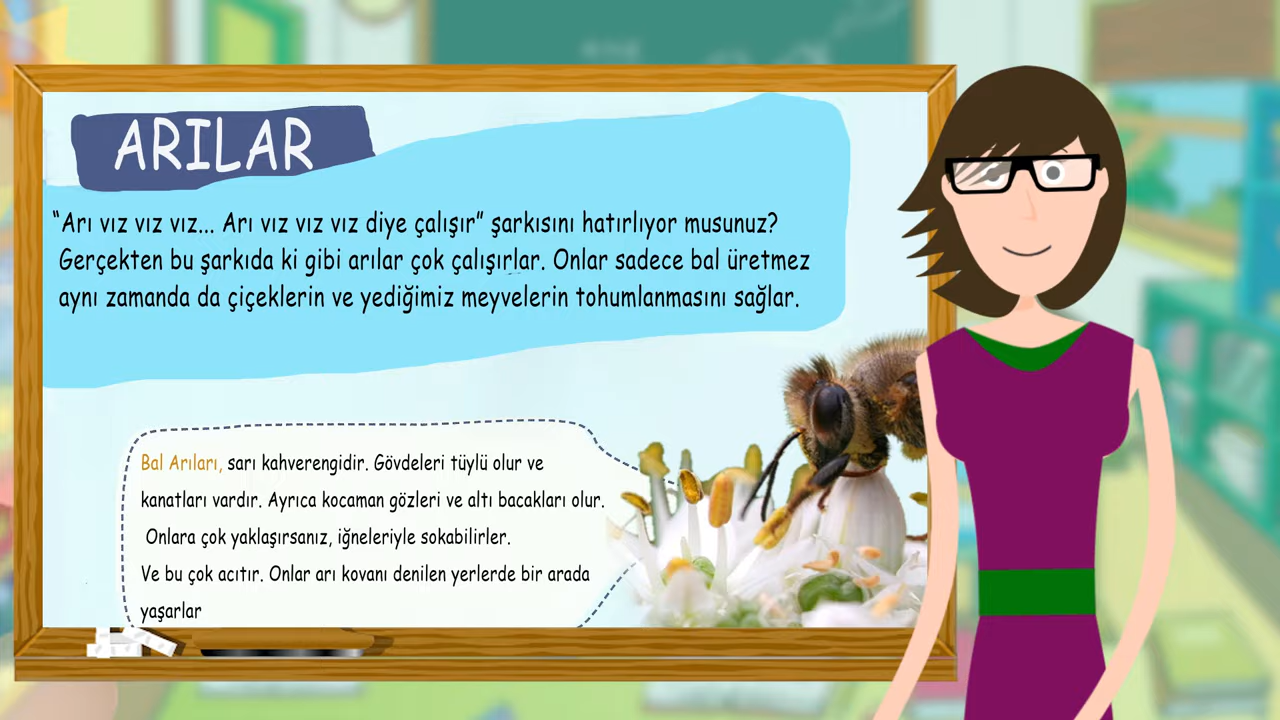 ARILAR
“Arı vız vız vız... Arı vız vız vız diye çalışır” şarkısını hatırlıyor musunuz?
Gerçekten bu şarkıda ki gibi arılar çok çalışırlar. Onlar sadece bal üretmez
aynı zamanda da çiçeklerin ve yediğimiz meyvelerin tohumlanmasını sağlar.
Bal Arıları, sarı kahverengidir. Gövdeleri tüylü olur ve
kanatları vardır. Ayrıca kocaman gözleri ve altı bacakları olur.
Onlara çok yaklaşırsanız, iğneleriyle sokabilirler.
Ve bu çok acıtır. Onlar arı kovanı denilen yerlerde bir arada
yaşarlar